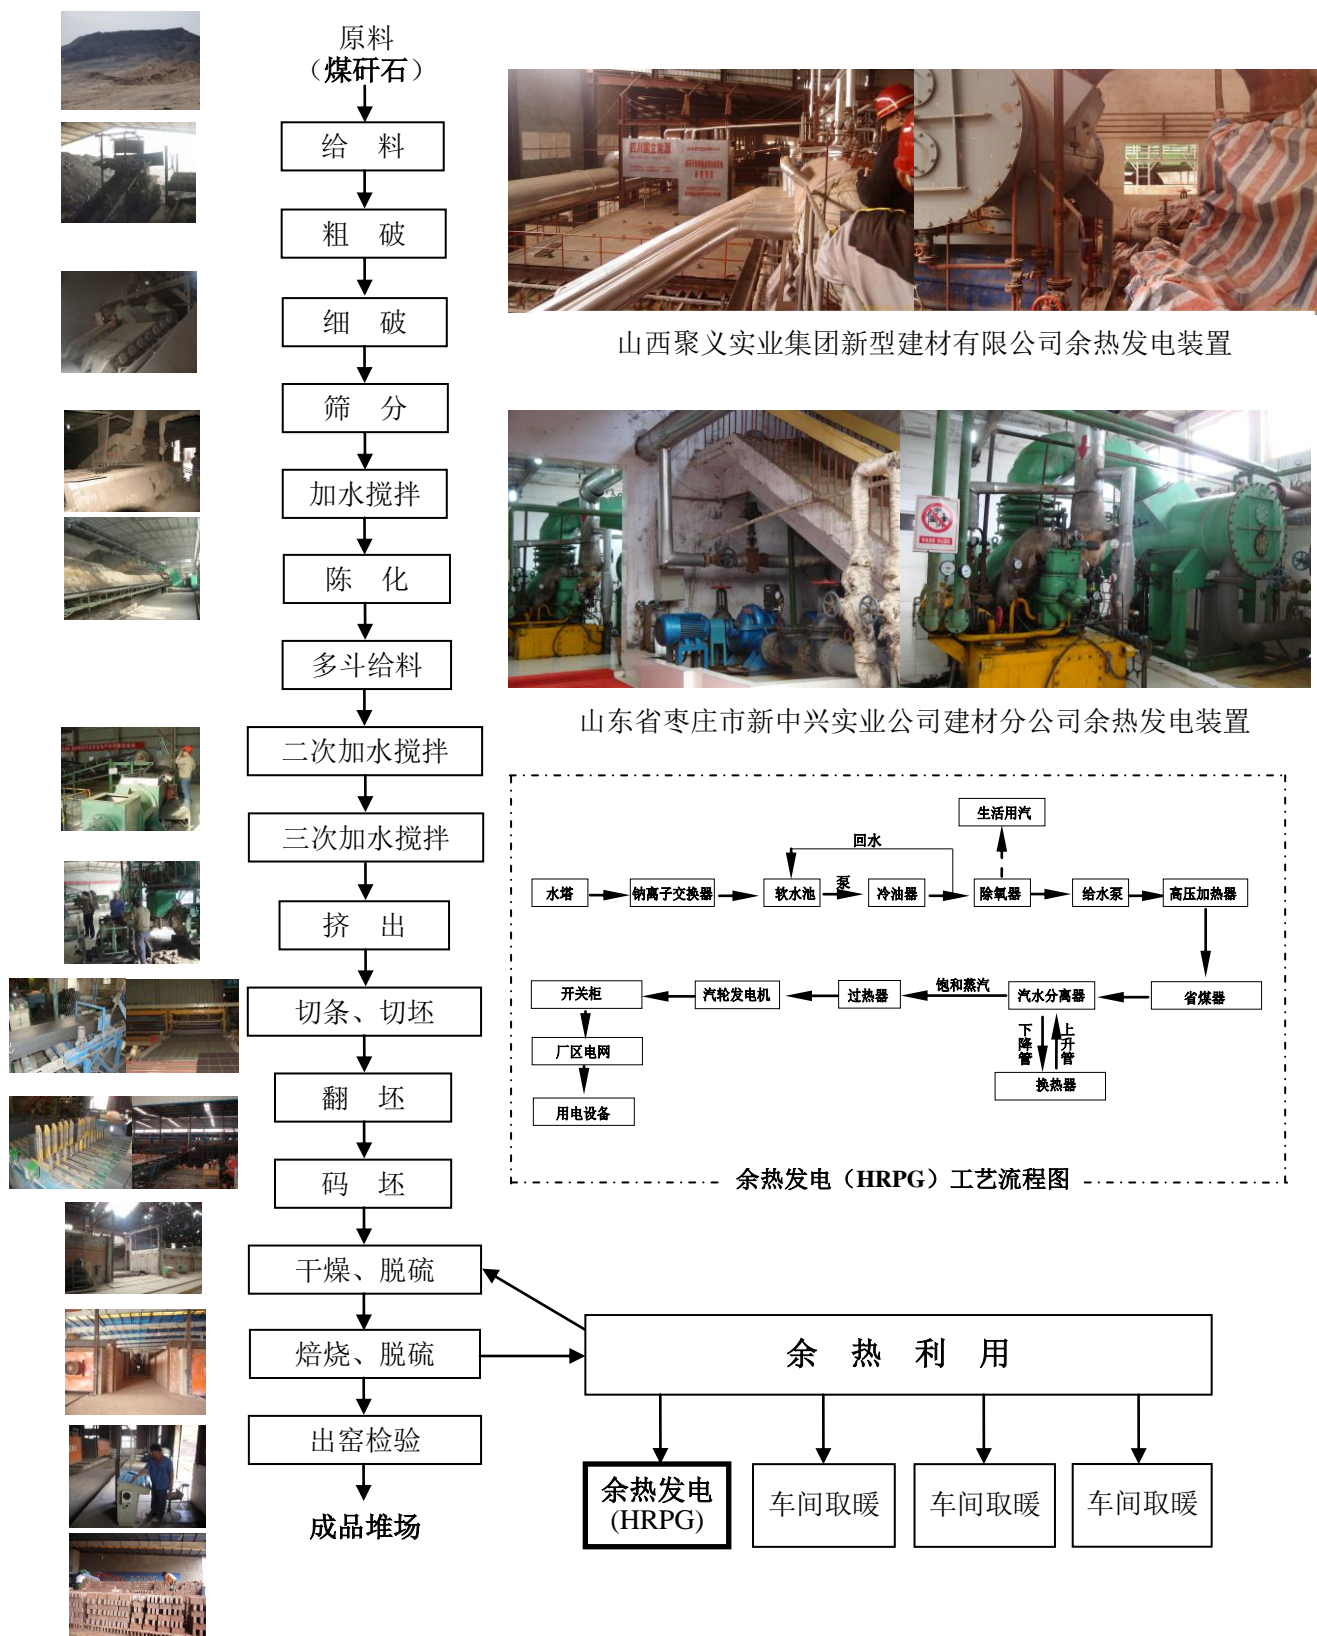 原料
（煤矸石）
给 料
粗 破
细 破
筛 分
加水搅拌
陈 化
多斗给料
二次加水搅拌
三次加水搅拌
挤 出
切条、切坯
翻 坯
码 坯
干燥、脱硫
焙烧、脱硫
出窑检验
成品堆场
四川国立能源
山西聚义实业集团新型建材有限公司余热发电装置
山东省枣庄市新中兴实业公司建材分公司余热发电装置
生活用汽
回水
水塔
钠离子交换器
软水池
泵
冷油器
除氧器
给水泵
高压加热器
开关柜
汽轮发电机
过热器
饱和蒸汽
汽水分离器
省煤器
下降管
上升管
厂区电网
换热器
用电设备
余热发电（HRPG）工艺流程图
余 热 利 用
余热发电
(HRPG)
车间取暖
车间取暖
车间取暖